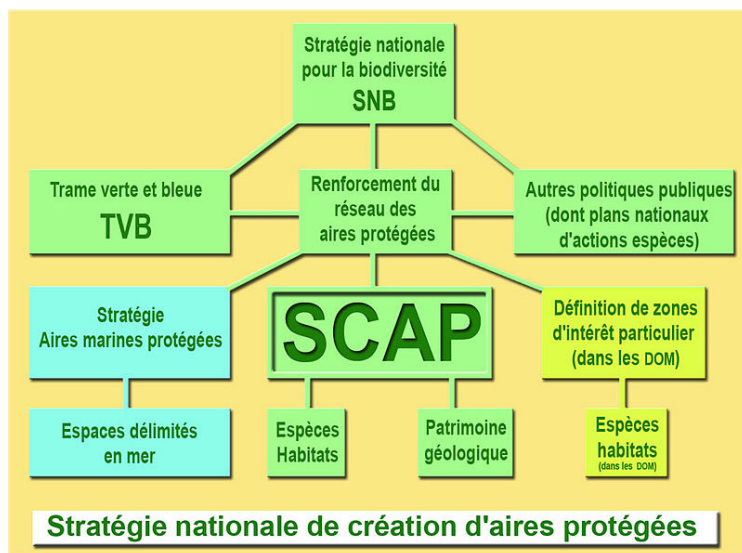 Stratégie nationale
pour la biodiversité
SNB
Trame verte et bleue
TVB
Renforcement du
réseau des
aires protégées
Autres politiques publiques
(dont plans nationaux
d'actions espèces)
Stratégie
Aires marines protégées
SCAP
Définition de zones
d'intérêt particulier
(dans les DOM)
Espaces délimités
en mer
Espèces
Habitats
Patrimoine
géologique
Espèces
habitats
(dans les DOM)
Stratégie nationale de création d'aires protégées